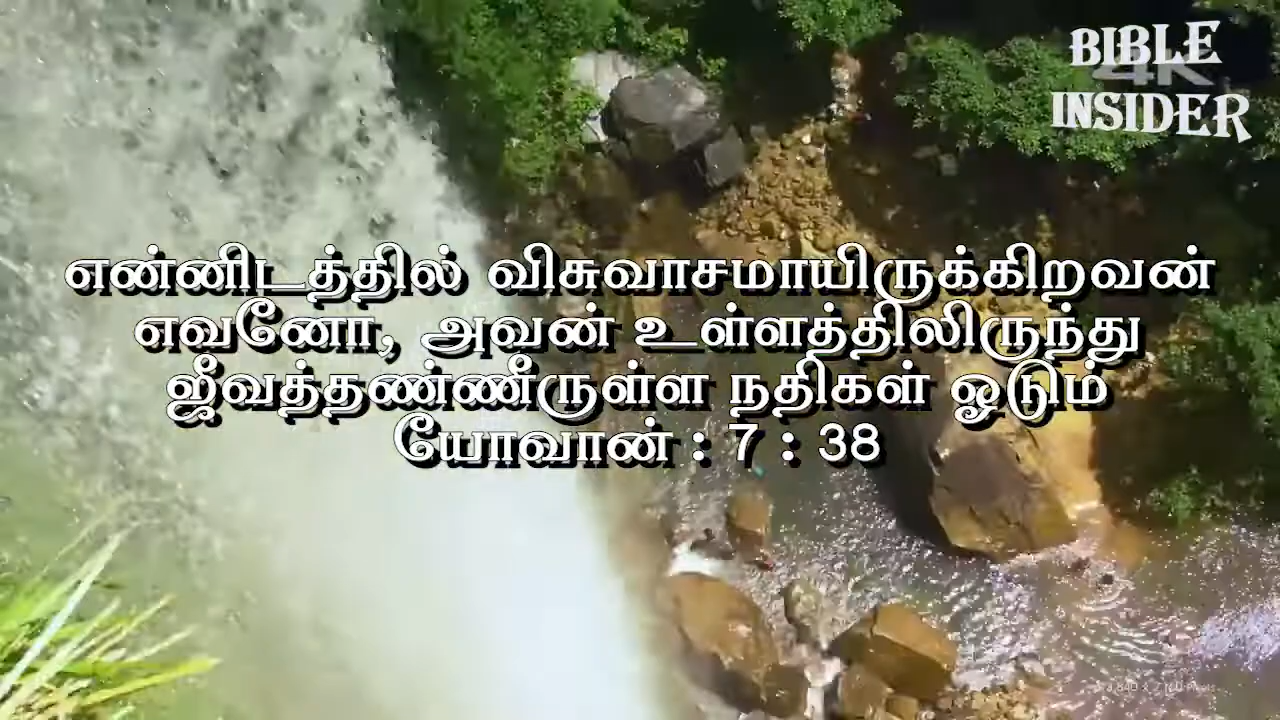 BIBLE
INSIDER
என்னிடத்தில் விசுவாசமாயிருக்கிறவன்
எவனோ, அவன் உள்ளத்திலிருந்து
ஜீவத்தண்ணீருள்ள நதிகள் ஓடும்
யோவான் : 7 : 38